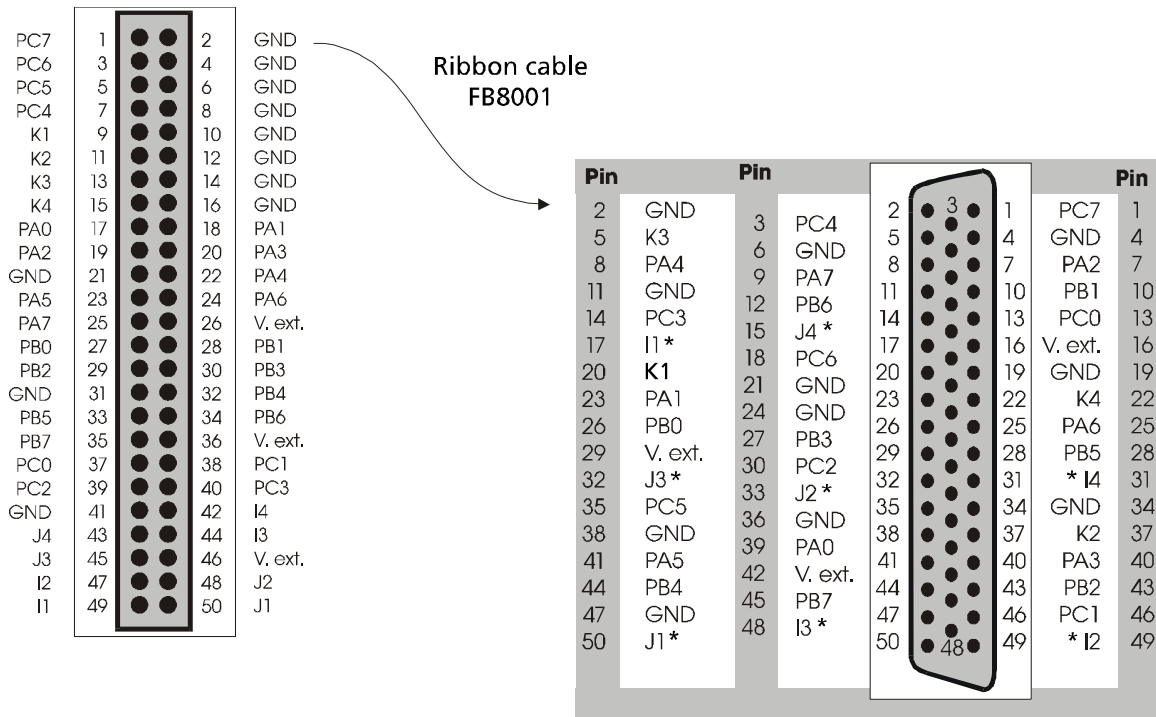 PC7 1 2 GND
PC6 3 4 GND
PC5 5 6 GND
PC4 7 8 GND
K1 9 10 GND
K2 11 12 GND
K3 13 14 GND
K4 15 16 GND
PA0 17 18 PA1
PA2 19 20 PA3
GND 21 22 PA4
PA5 23 24 PA6
PA7 25 26 V. ext.
PB0 27 28 PB1
PB2 29 30 PB3
GND 31 32 PB4
PB5 33 34 PB6
PB7 35 36 V. ext.
PC0 37 38 PC1
PC2 39 40 PC3
GND 41 42 I4
J4 43 44 I3
J3 45 46 V. ext.
I2 47 48 J2
I1 49 50 J1
Ribbon cable
FB8001
Pin Pin Pin
2 GND 2 3 1 PC7 1
3 PC4
5 K3 5 4 GND 4
6 GND
8 PA4 8 7 PA2 7
9 PA7
11 GND 11 10 PB1 10
12 PB6
14 PC3 14 13 PC0 13
15 J4 *
17 I1 * 17 16 V. ext. 16
18 PC6
20 K1 20 19 GND 19
21 GND
23 PA1 23 22 K4 22
24 GND
26 PB0 26 25 PA6 25
27 PB3
29 V. ext. 29 28 PB5 28
30 PC2
32 J3 * 32 31 * I4 31
33 J2 *
35 PC5 35 34 GND 34
36 GND
38 GND 38 37 K2 37
39 PA0
41 PA5 41 40 PA3 40
42 V. ext.
44 PB4 44 43 PB2 43
45 PB7
47 GND 47 46 PC1 46
48 I3 *
50 J1 * 50 48 49 * I2 49